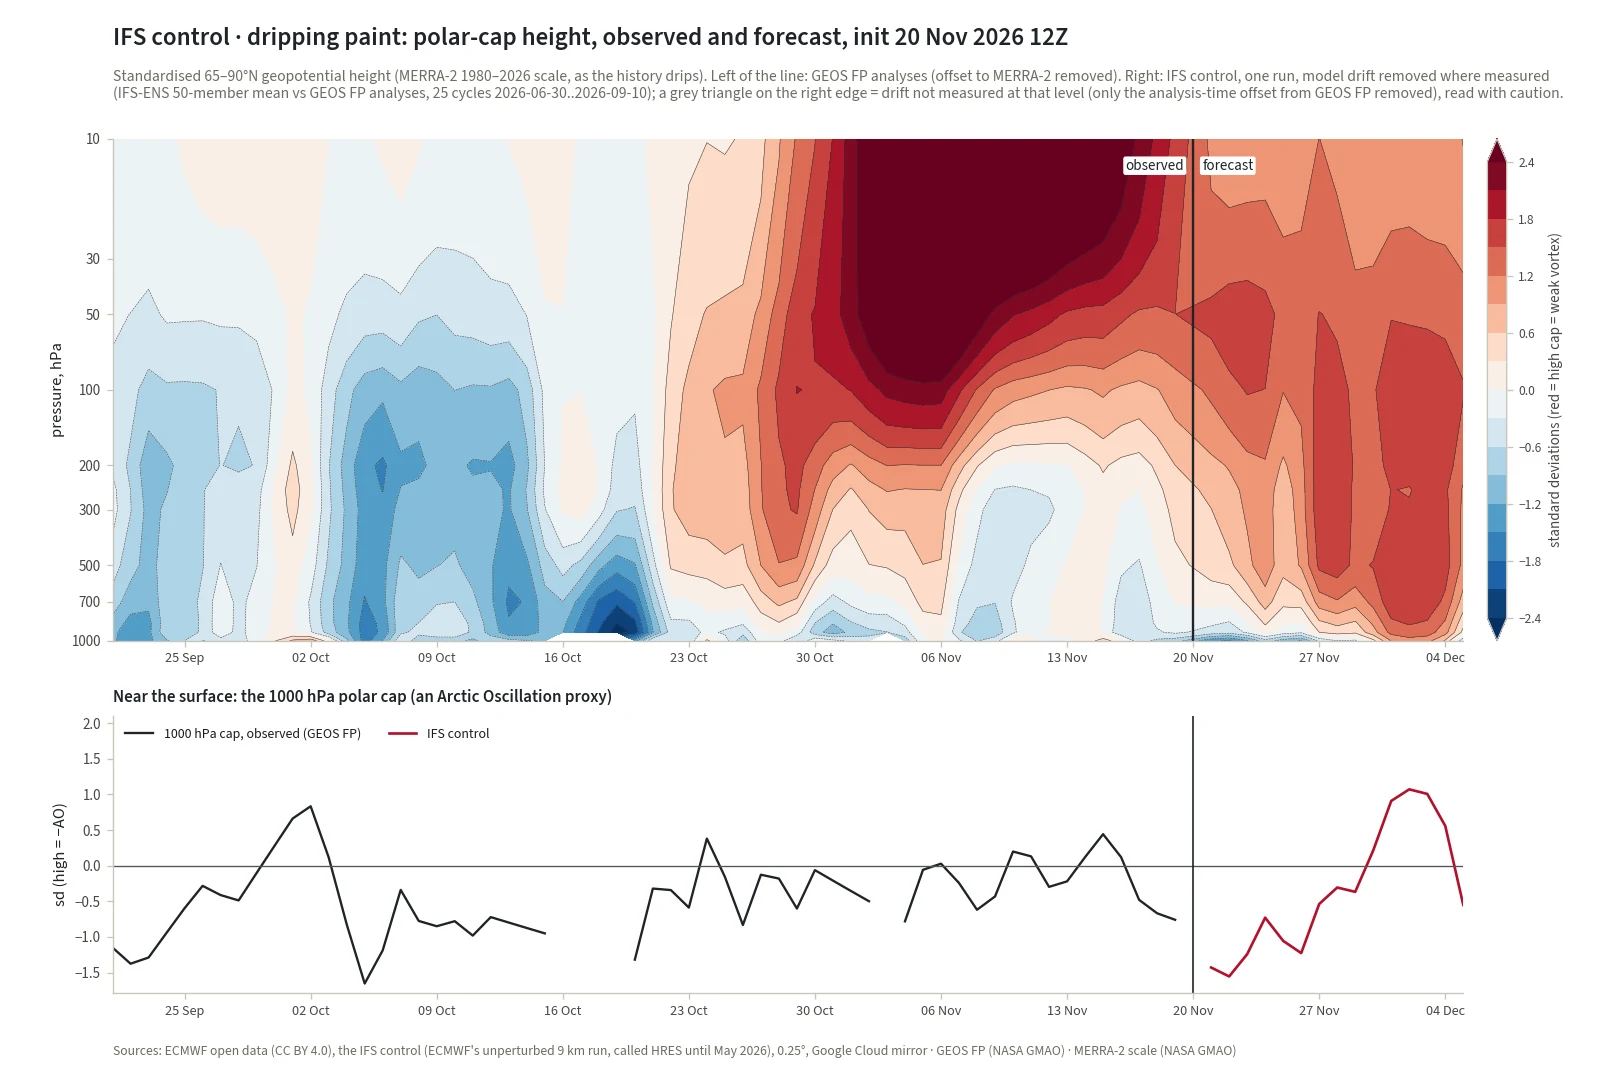 IFS control · dripping paint: polar-cap height, observed and forecast, init 20 Nov 2026 12Z
Standardised 65–90°N geopotential height (MERRA-2 1980–2026 scale, as the history drips). Left of the line: GEOS FP analyses (offset to MERRA-2 removed). Right: IFS control, one run, model drift removed where measured
(IFS-ENS 50-member mean vs GEOS FP analyses, 25 cycles 2026-06-30..2026-09-10); a grey triangle on the right edge = drift not measured at that level (only the analysis-time offset from GEOS FP removed), read with caution.
pressure, hPa
10
30
50
100
200
300
500
700
1000
observed
forecast
25 Sep
02 Oct
09 Oct
16 Oct
23 Oct
30 Oct
06 Nov
13 Nov
20 Nov
27 Nov
04 Dec
2.4
1.8
1.2
0.6
0.0
−0.6
−1.2
−1.8
−2.4
standard deviations (red = high cap = weak vortex)
Near the surface: the 1000 hPa polar cap (an Arctic Oscillation proxy)
1000 hPa cap, observed (GEOS FP)
IFS control
sd (high = −AO)
2.0
1.5
1.0
0.5
0.0
−0.5
−1.0
−1.5
25 Sep
02 Oct
09 Oct
16 Oct
23 Oct
30 Oct
06 Nov
13 Nov
20 Nov
27 Nov
04 Dec
Sources: ECMWF open data (CC BY 4.0), the IFS control (ECMWF's unperturbed 9 km run, called HRES until May 2026), 0.25°, Google Cloud mirror · GEOS FP (NASA GMAO) · MERRA-2 scale (NASA GMAO)